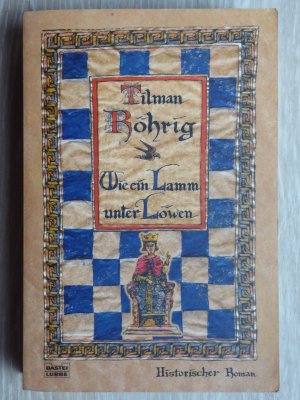 Tilman
Röhrig
Wie ein Lamm
unter Löwen
BASTEI
LÜBBE
Historischer Roman